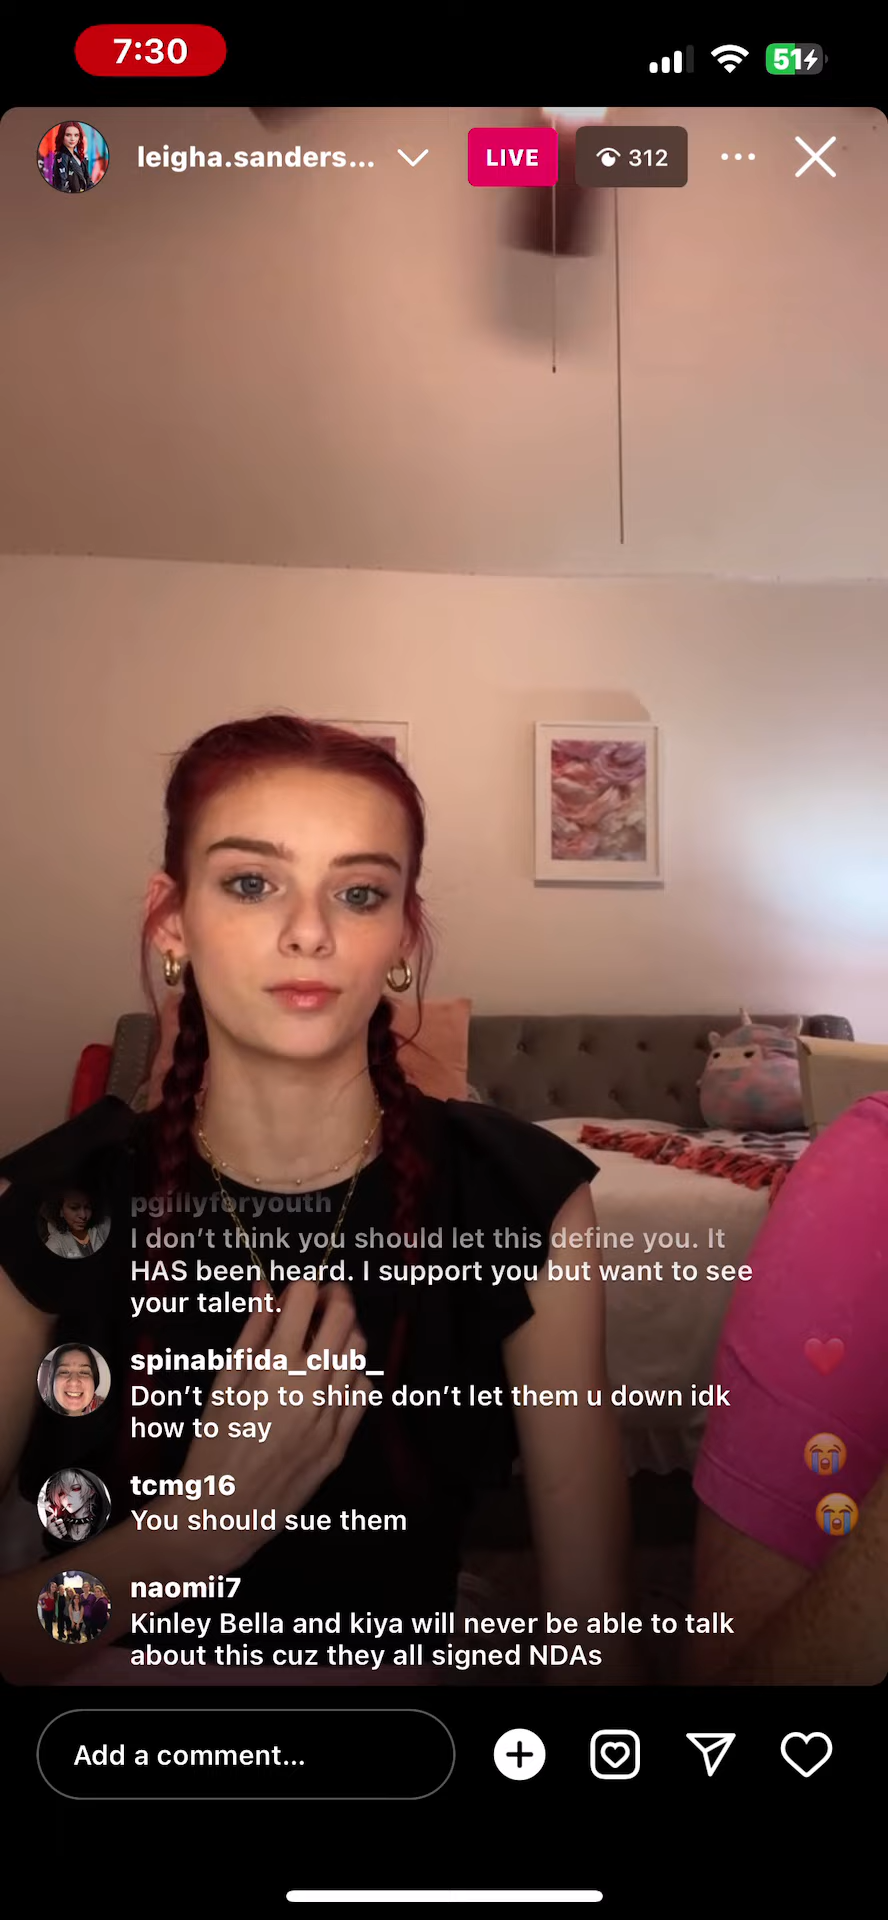 7:30
51
leigha.sanders...
LIVE
312
pgillyforyouth
I don’t think you should let this define you. It
HAS been heard. I support you but want to see
your talent.
spinabifida_club_
Don’t stop to shine don’t let them u down idk
how to say
tcmg16
You should sue them
naomii7
Kinley Bella and kiya will never be able to talk
about this cuz they all signed NDAs
Add a comment...